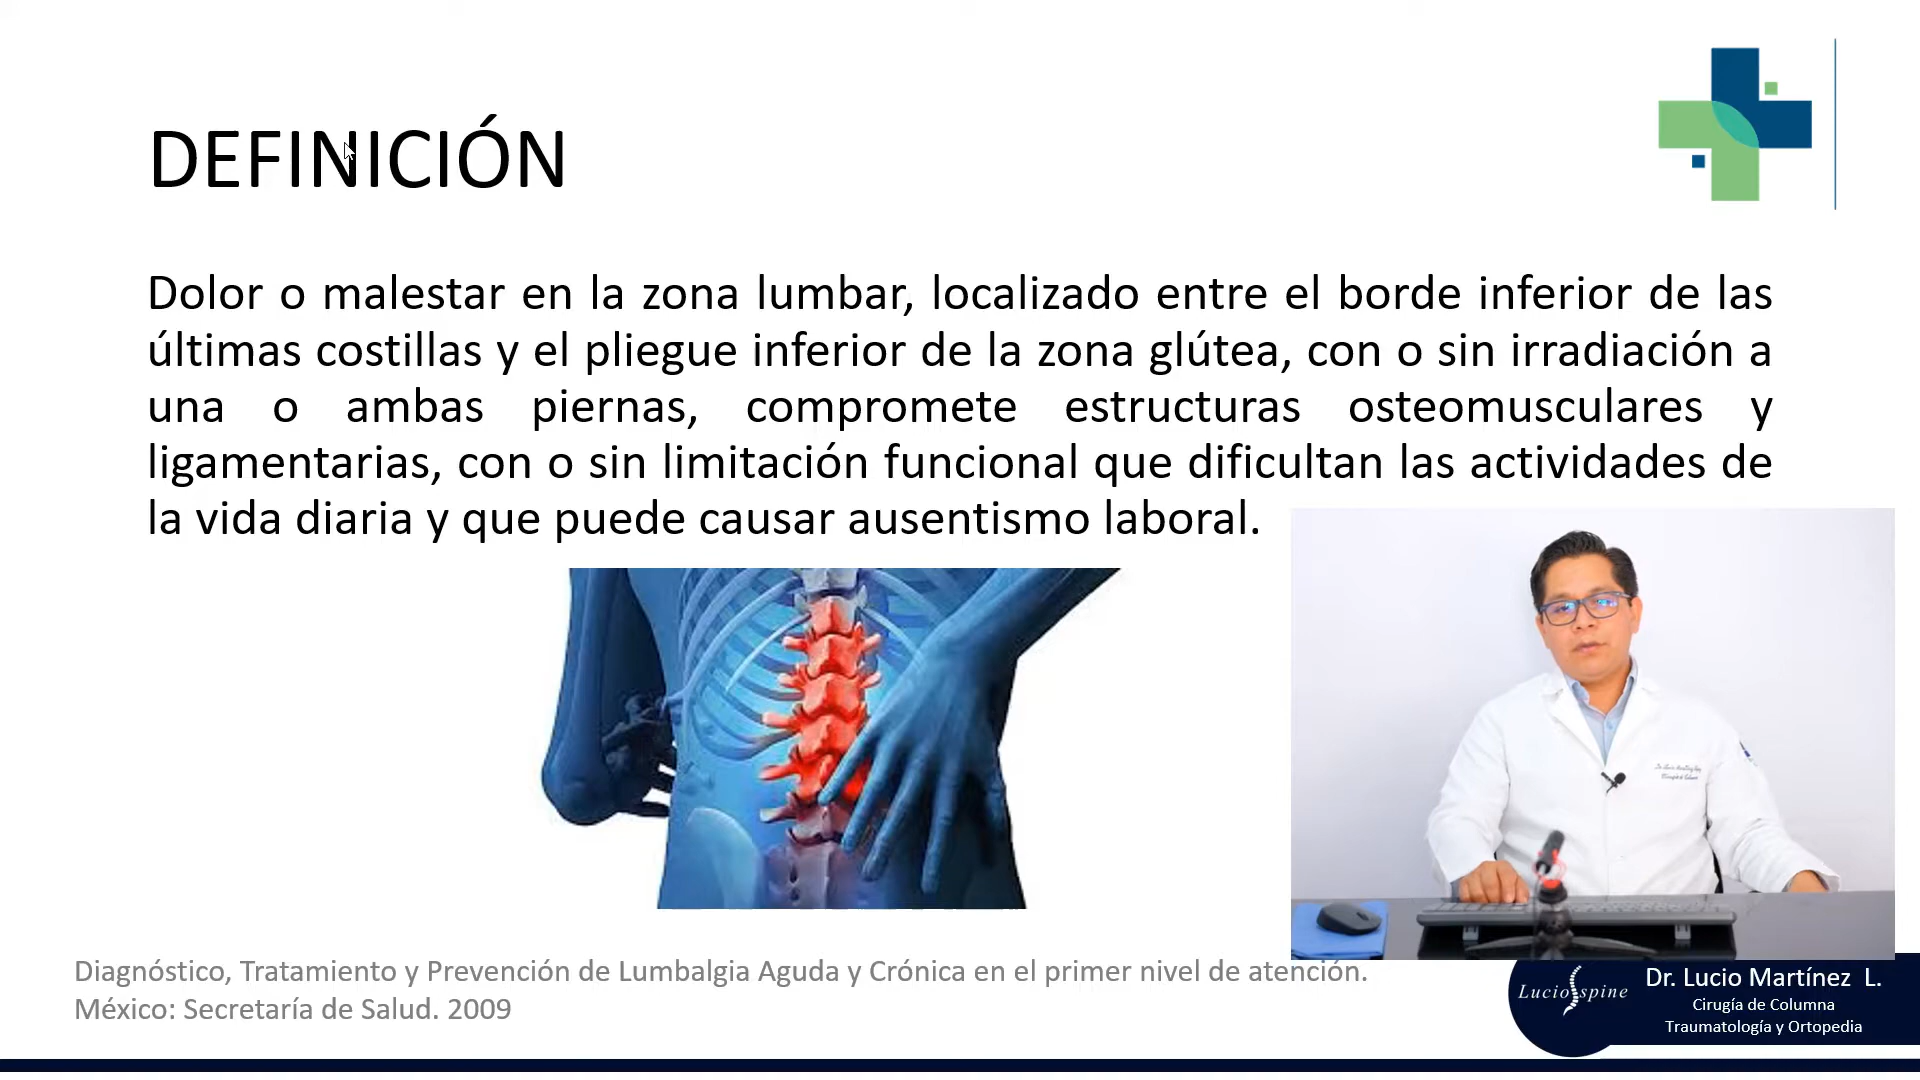 DEFINICIÓN
Dolor o malestar en la zona lumbar, localizado entre el borde inferior de las
últimas costillas y el pliegue inferior de la zona glútea, con o sin irradiación a
una o ambas piernas, compromete estructuras osteomusculares y
ligamentarias, con o sin limitación funcional que dificultan las actividades de
la vida diaria y que puede causar ausentismo laboral.
Diagnóstico, Tratamiento y Prevención de Lumbalgia Aguda y Crónica en el primer nivel de atención.
México: Secretaría de Salud. 2009
Lucio spine
Dr. Lucio Martínez L.
Cirugía de Columna
Traumatología y Ortopedia